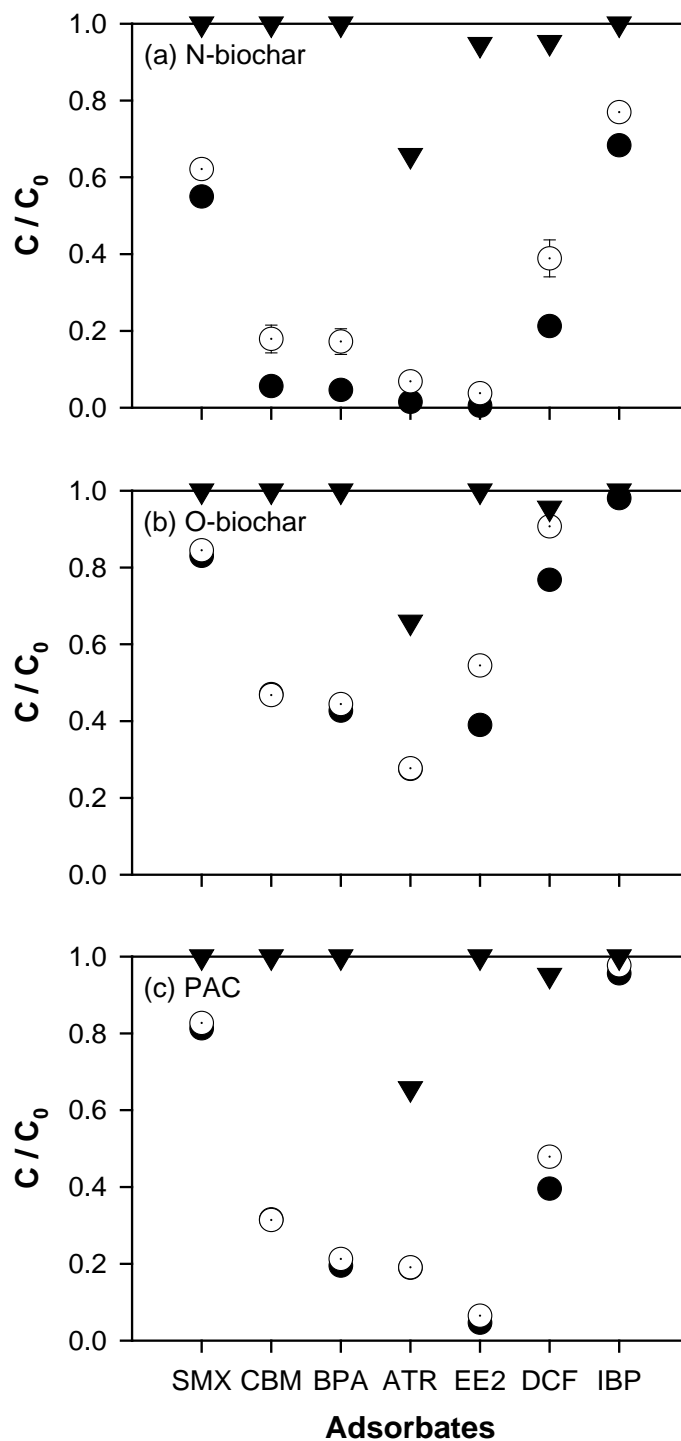 (a) N-biochar
1.0
0.8
0.6
0.4
0.2
0.0
C / C0
(b) O-biochar
1.0
0.8
0.6
0.4
0.2
0.0
C / C0
(c) PAC
1.0
0.8
0.6
0.4
0.2
0.0
C / C0
SMX CBM BPA ATR EE2 DCF IBP
Adsorbates